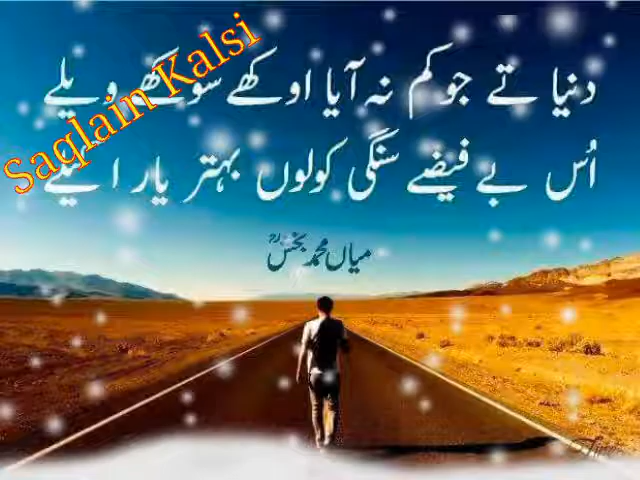 Saqlain Kalsi
دنیا تے جو کم نہ آیا اوکھے سوکھے ویلے
اُس بے فیضے سنگی کولوں بہتر یار اکیلے
میاں محمد بخشؒ